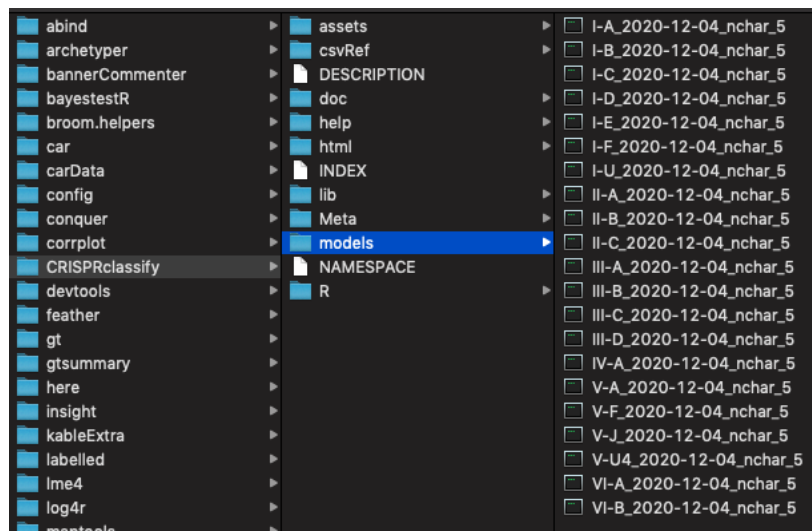 abind
archetyper
bannerCommenter
bayestestR
broom.helpers
car
carData
config
conquer
corrplot
CRISPRclassify
devtools
feather
gt
gtsummary
here
insight
kableExtra
labelled
lme4
log4r
assets
csvRef
DESCRIPTION
doc
help
html
INDEX
lib
Meta
models
NAMESPACE
R
I-A_2020-12-04_nchar_5
I-B_2020-12-04_nchar_5
I-C_2020-12-04_nchar_5
I-D_2020-12-04_nchar_5
I-E_2020-12-04_nchar_5
I-F_2020-12-04_nchar_5
I-U_2020-12-04_nchar_5
II-A_2020-12-04_nchar_5
II-B_2020-12-04_nchar_5
II-C_2020-12-04_nchar_5
III-A_2020-12-04_nchar_5
III-B_2020-12-04_nchar_5
III-C_2020-12-04_nchar_5
III-D_2020-12-04_nchar_5
IV-A_2020-12-04_nchar_5
V-A_2020-12-04_nchar_5
V-F_2020-12-04_nchar_5
V-J_2020-12-04_nchar_5
V-U4_2020-12-04_nchar_5
VI-A_2020-12-04_nchar_5
VI-B_2020-12-04_nchar_5